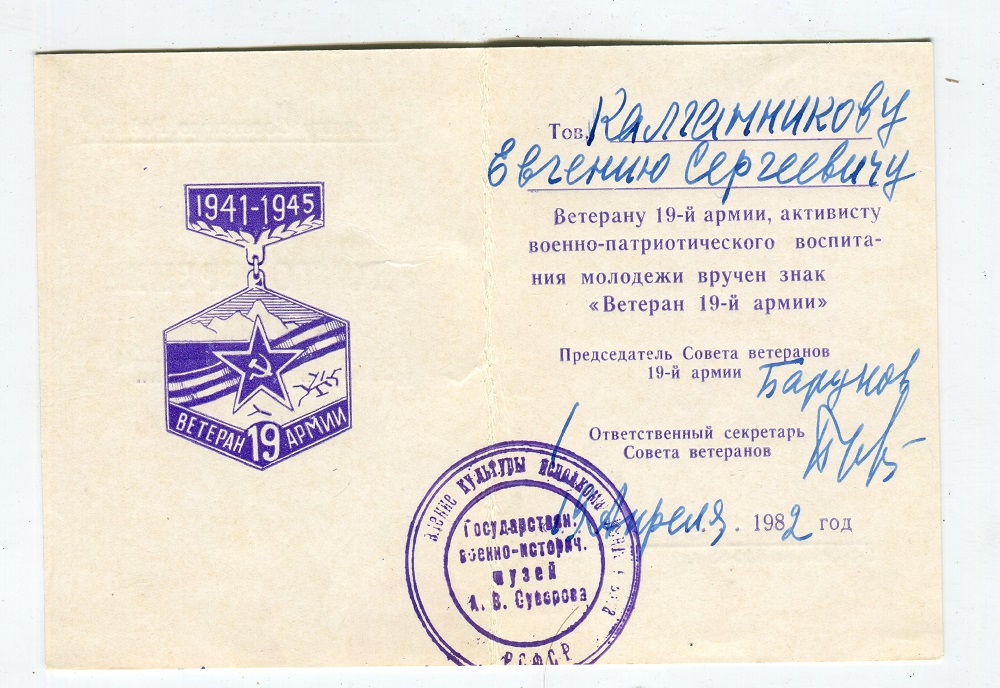 1941-1945
ВЕТЕРАН 19 АРМИИ
Тов. Калганникову
Евгению Сергеевичу
Ветерану 19-й армии, активисту
военно-патриотического воспита-
ния молодежи вручен знак
«Ветеран 19-й армии»
Председатель Совета ветеранов
19-й армии
Ответственный секретарь
Совета ветеранов
Апреля. 1982 год
культуры исполкома
Государствен.
военно-историч.
музей
А. В. Суворова
РСФСР